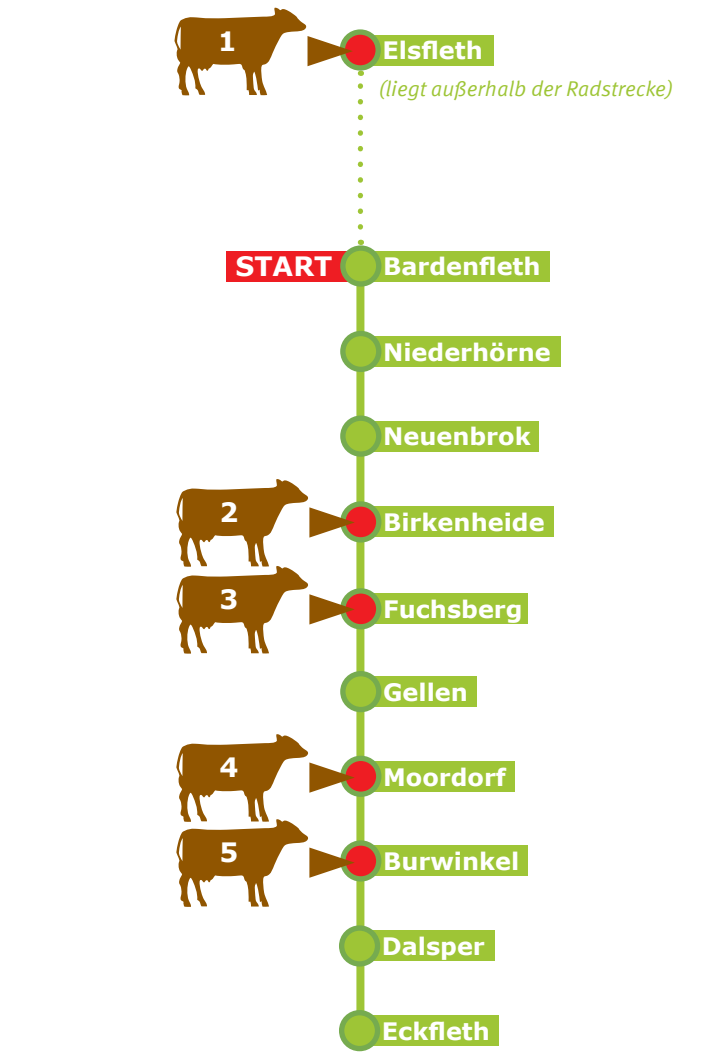 1 Elsfleth
(liegt außerhalb der Radstrecke)
START Bardenfleth
Niederhörne
Neuenbrok
2 Birkenheide
3 Fuchsberg
Gellen
4 Moordorf
5 Burwinkel
Dalsper
Eckfleth